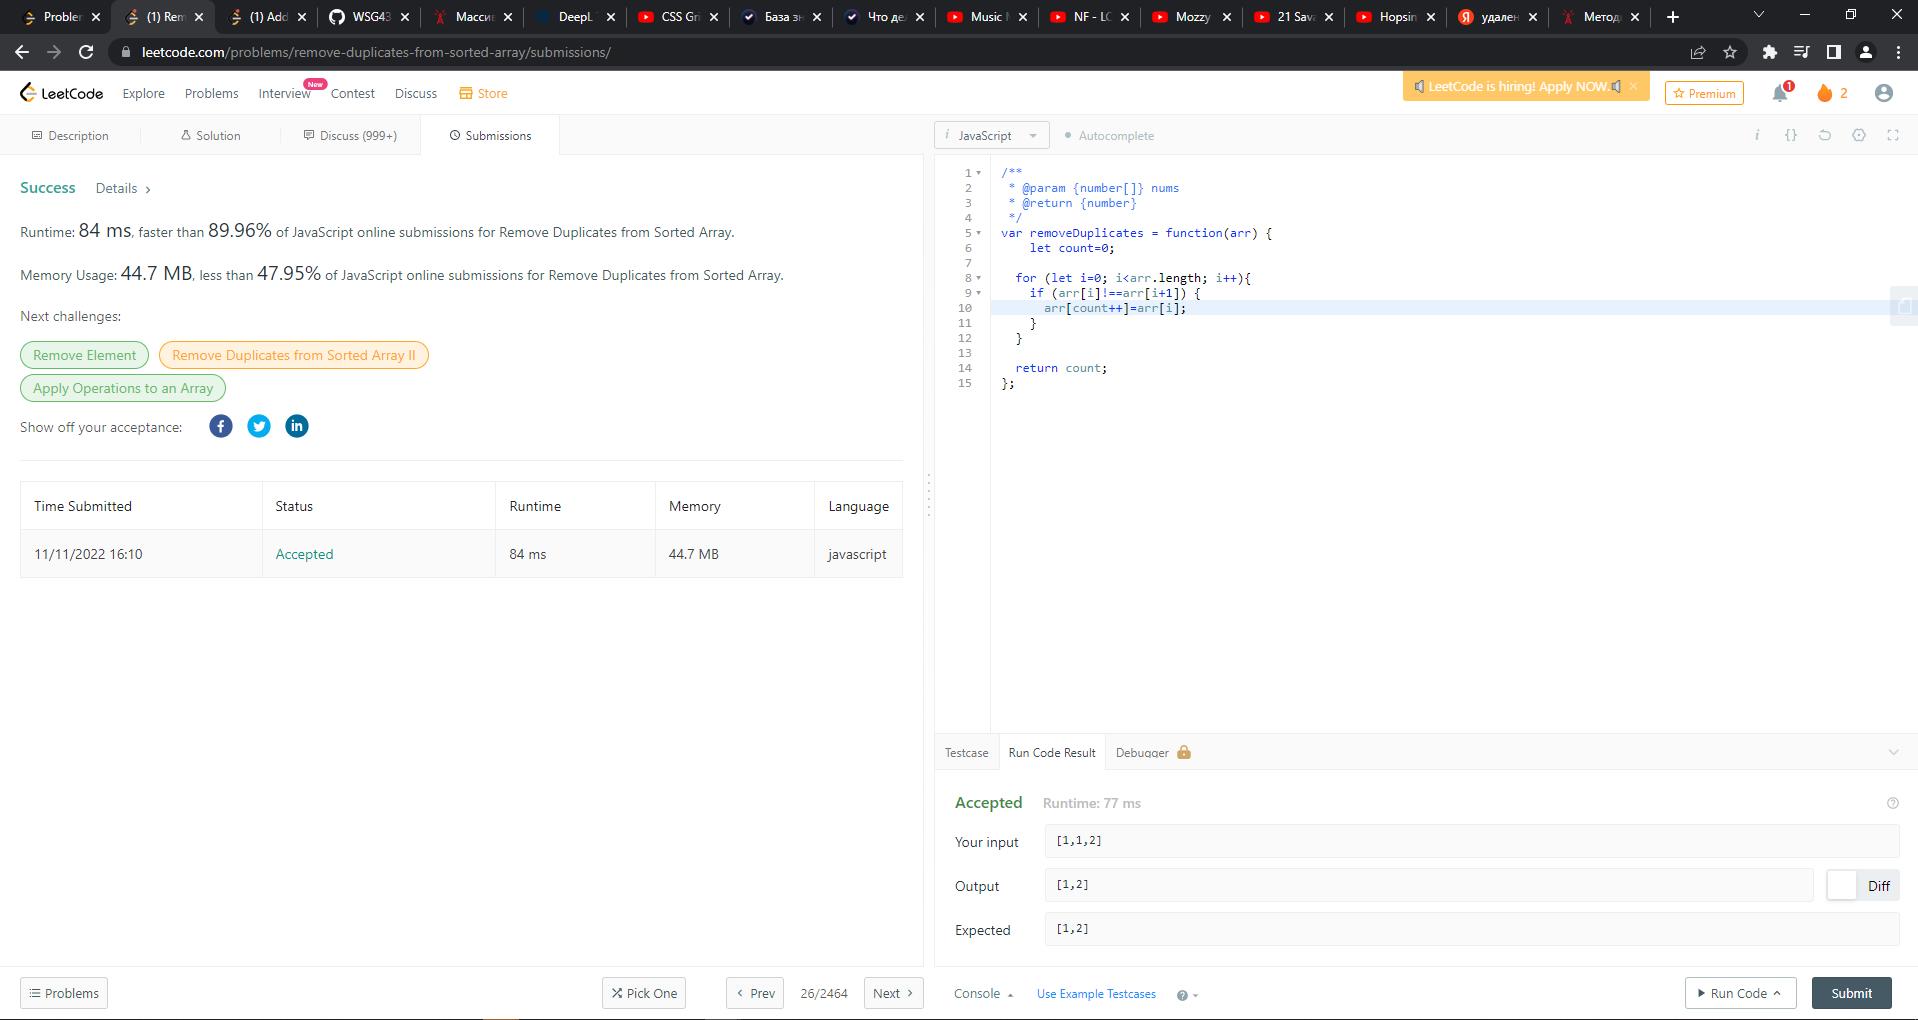 Problem
(1) Rem
(1) Add
WSG43
Масси
DeepL
CSS Gri
База зн
Что де
Music M
NF - LO
Mozzy
21 Sava
Hopsin
удален
Метод
leetcode.com/problems/remove-duplicates-from-sorted-array/submissions/
LeetCode
Explore
Problems
Interview
New
Contest
Discuss
Store
LeetCode is hiring! Apply NOW.
Premium
1
2
Description
Solution
Discuss (999+)
Submissions
i JavaScript
Autocomplete
i
{}
Success Details
Runtime: 84 ms, faster than 89.96% of JavaScript online submissions for Remove Duplicates from Sorted Array.
Memory Usage: 44.7 MB, less than 47.95% of JavaScript online submissions for Remove Duplicates from Sorted Array.
Next challenges:
Remove Element
Remove Duplicates from Sorted Array II
Apply Operations to an Array
Show off your acceptance:
Time Submitted Status Runtime Memory Language
11/11/2022 16:10 Accepted 84 ms 44.7 MB javascript
1 /**
2 * @param {number[]} nums
3 * @return {number}
4 */
5 var removeDuplicates = function(arr) {
6 let count=0;
7
8 for (let i=0; i<arr.length; i++){
9 if (arr[i]!==arr[i+1]) {
10 arr[count++]=arr[i];
11 }
12 }
13
14 return count;
15 };
Testcase
Run Code Result
Debugger
Accepted Runtime: 77 ms
Your input [1,1,2]
Output [1,2]
Diff
Expected [1,2]
Problems
Pick One
Prev
26/2464
Next
Console
Use Example Testcases
Run Code
Submit